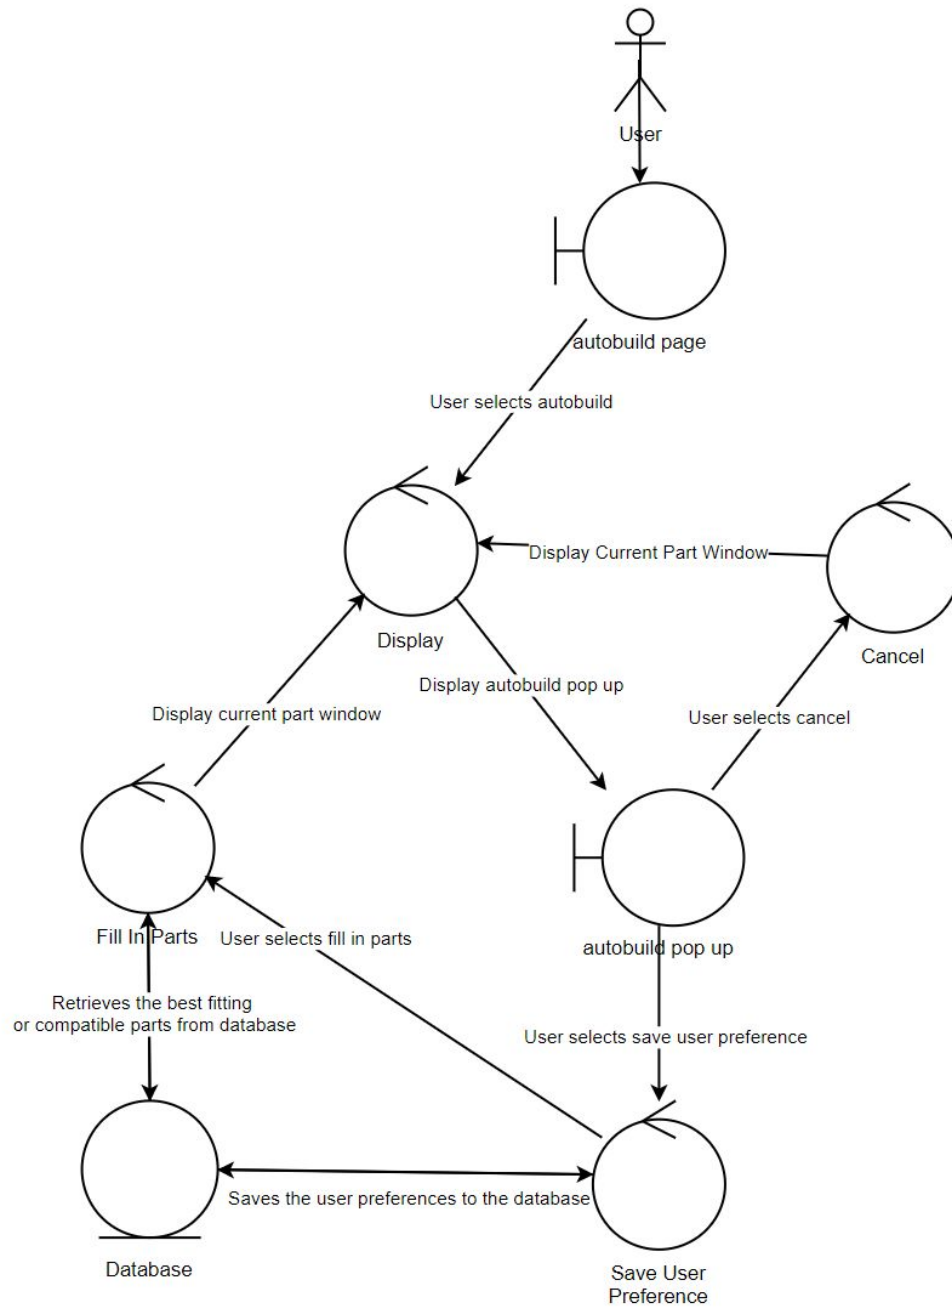 User
autobuild page
User selects autobuild
Display Current Part Window
Display
Cancel
Display autobuild pop up
Display current part window
User selects cancel
Fill In Parts
User selects fill in parts
autobuild pop up
Retrieves the best fitting
or compatible parts from database
User selects save user preference
Saves the user preferences to the database
Database
Save User
Preference